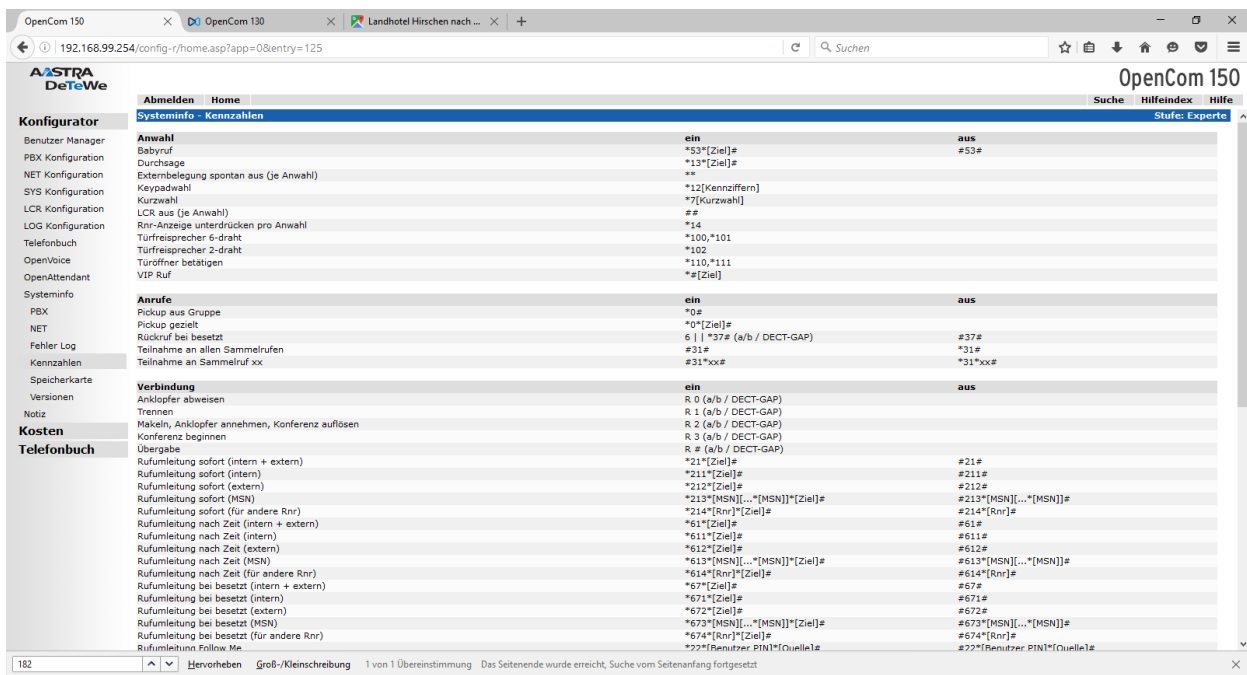 OpenCom 150
OpenCom 130
Landhotel Hirschen nach ...
192.168.99.254/config-r/home.asp?app=0&entry=125
Suchen
AASTRA
DeTeWe
OpenCom 150
Abmelden Home
Suche Hilfeindex Hilfe
Systeminfo - Kennzahlen
Stufe: Experte
Konfigurator
Benutzer Manager
PBX Konfiguration
NET Konfiguration
SYS Konfiguration
LCR Konfiguration
LOG Konfiguration
Telefonbuch
OpenVoice
OpenAttendant
Systeminfo
PBX
NET
Fehler Log
Kennzahlen
Speicherkarte
Versionen
Notiz
Kosten
Telefonbuch
Anwahl ein aus
Babyruf *53*[Ziel]# #53#
Durchsage *13*[Ziel]#
Externbelegung spontan aus (je Anwahl) **
Keypadwahl *12[Kennziffern]
Kurzwahl *7[Kurzwahl]
LCR aus (je Anwahl) ##
Rnr-Anzeige unterdrücken pro Anwahl *14
Türfreisprecher 6-draht *100,*101
Türfreisprecher 2-draht *102
Türöffner betätigen *110,*111
VIP Ruf *#[Ziel]
Anrufe ein aus
Pickup aus Gruppe *0#
Pickup gezielt *0*[Ziel]#
Rückruf bei besetzt 6 | | *37# (a/b / DECT-GAP) #37#
Teilnahme an allen Sammelrufen #31# *31#
Teilnahme an Sammelruf xx #31*xx# *31*xx#
Verbindung ein aus
Anklopfer abweisen R 0 (a/b / DECT-GAP)
Trennen R 1 (a/b / DECT-GAP)
Makeln, Anklopfer annehmen, Konferenz auflösen R 2 (a/b / DECT-GAP)
Konferenz beginnen R 3 (a/b / DECT-GAP)
Übergabe R # (a/b / DECT-GAP)
Rufumleitung sofort (intern + extern) *21*[Ziel]# #21#
Rufumleitung sofort (intern) *211*[Ziel]# #211#
Rufumleitung sofort (extern) *212*[Ziel]# #212#
Rufumleitung sofort (MSN) *213*[MSN][...*[MSN]]*[Ziel]# #213*[MSN][...*[MSN]]#
Rufumleitung sofort (für andere Rnr) *214*[Rnr]*[Ziel]# #214*[Rnr]#
Rufumleitung nach Zeit (intern + extern) *61*[Ziel]# #61#
Rufumleitung nach Zeit (intern) *611*[Ziel]# #611#
Rufumleitung nach Zeit (extern) *612*[Ziel]# #612#
Rufumleitung nach Zeit (MSN) *613*[MSN][...*[MSN]]*[Ziel]# #613*[MSN][...*[MSN]]#
Rufumleitung nach Zeit (für andere Rnr) *614*[Rnr]*[Ziel]# #614*[Rnr]#
Rufumleitung bei besetzt (intern + extern) *67*[Ziel]# #67#
Rufumleitung bei besetzt (intern) *671*[Ziel]# #671#
Rufumleitung bei besetzt (extern) *672*[Ziel]# #672#
Rufumleitung bei besetzt (MSN) *673*[MSN][...*[MSN]]*[Ziel]# #673*[MSN][...*[MSN]]#
Rufumleitung bei besetzt (für andere Rnr) *674*[Rnr]*[Ziel]# #674*[Rnr]#
Rufumleitung Follow Me *22*[Benutzer PIN]*[Quelle]# #22*[Benutzer PIN]*[Quelle]#
182
Hervorheben Groß-/Kleinschreibung 1 von 1 Übereinstimmung Das Seitenende wurde erreicht, Suche vom Seitenanfang fortgesetzt